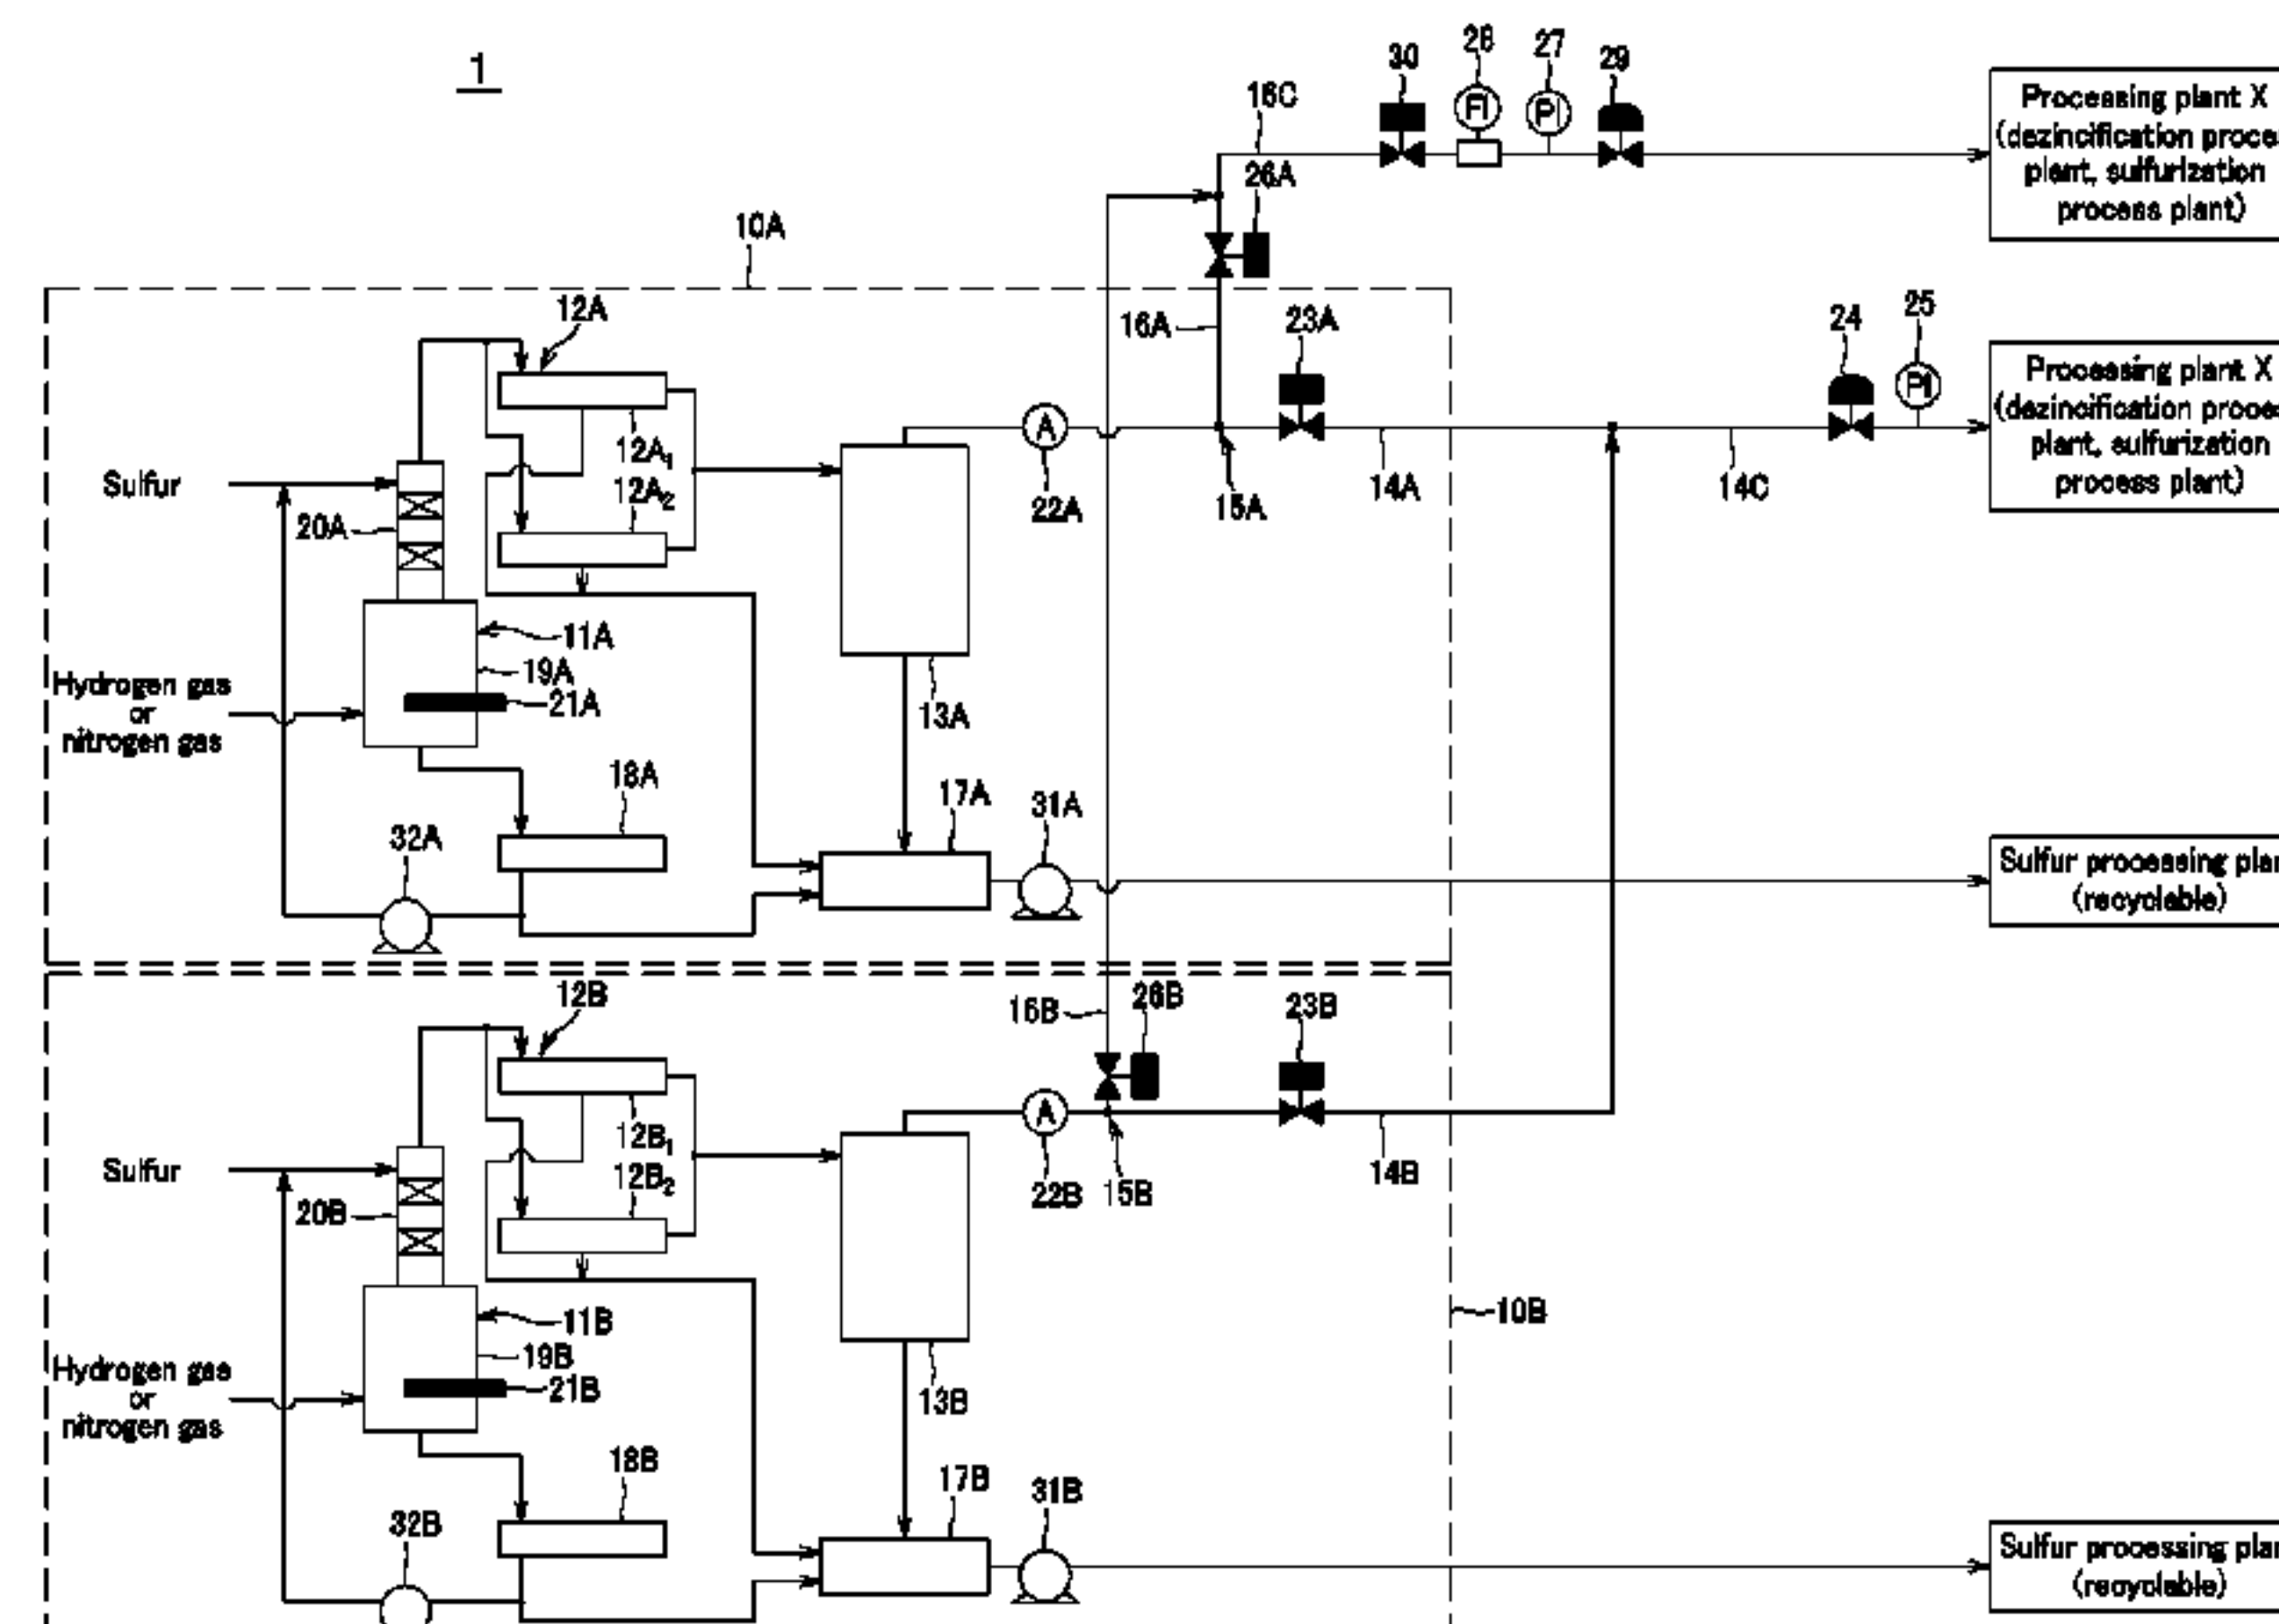 1
30
28
27
29
FI
PI
16C
26A
Processing plant X
(dezincification proces
plant, sulfurization
process plant)
10A
12A
16A
23A
24
25
PI
Processing plant X
(dezincification proces
plant, sulfurization
process plant)
A
12A1
12A2
22A
15A
14A
14C
Sulfur
20A
11A
19A
21A
Hydrogen gas
or
nitrogen gas
13A
18A
17A
31A
32A
Sulfur processing plan
(recyclable)
12B
16B
26B
23B
A
12B1
12B2
22B
15B
14B
Sulfur
20B
11B
19B
21B
10B
Hydrogen gas
or
nitrogen gas
13B
18B
17B
31B
32B
Sulfur processing plan
(recyclable)